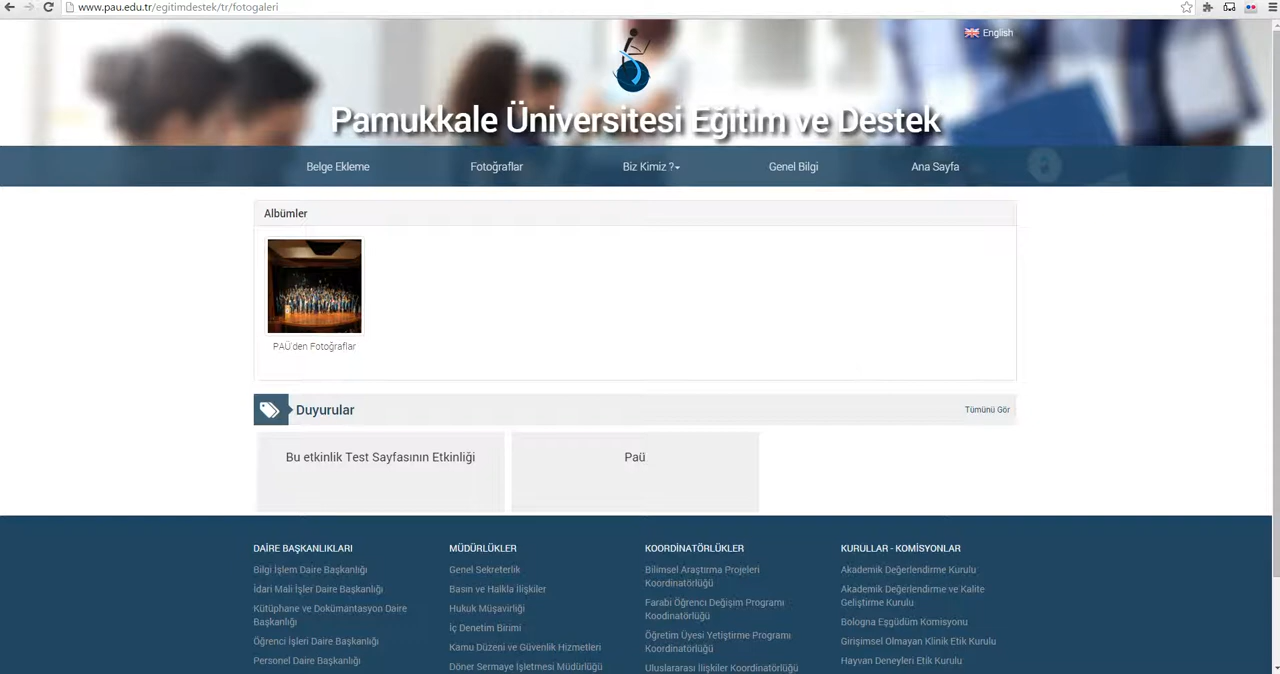 www.pau.edu.tr/egitimdestek/tr/fotogaleri
English
Pamukkale Üniversitesi Eğitim ve Destek
Belge Ekleme Fotoğraflar Biz Kimiz ? Genel Bilgi Ana Sayfa
Albümler
PAÜ'den Fotoğraflar
Duyurular Tümünü Gör
Bu etkinlik Test Sayfasının Etkinliği
Paü
DAİRE BAŞKANLIKLARI
Bilgi İşlem Daire Başkanlığı
İdari Mali İşler Daire Başkanlığı
Kütüphane ve Dokümantasyon Daire
Başkanlığı
Öğrenci İşleri Daire Başkanlığı
Personel Daire Başkanlığı
MÜDÜRLÜKLER
Genel Sekreterlik
Basın ve Halkla İlişkiler
Hukuk Müşavirliği
İç Denetim Birimi
Kamu Düzeni ve Güvenlik Hizmetleri
Döner Sermaye İşletmesi Müdürlüğü
KOORDİNATÖRLÜKLER
Bilimsel Araştırma Projeleri
Koordinatörlüğü
Farabi Öğrenci Değişim Programı
Koodinatörlüğü
Öğretim Üyesi Yetiştirme Programı
Koordinatörlüğü
Uluslararası İlişkiler Koordinatörlüğü
KURULLAR - KOMİSYONLAR
Akademik Değerlendirme Kurulu
Akademik Değerlendirme ve Kalite
Geliştirme Kurulu
Bologna Eşgüdüm Komisyonu
Girişimsel Olmayan Klinik Etik Kurulu
Hayvan Deneyleri Etik Kurulu